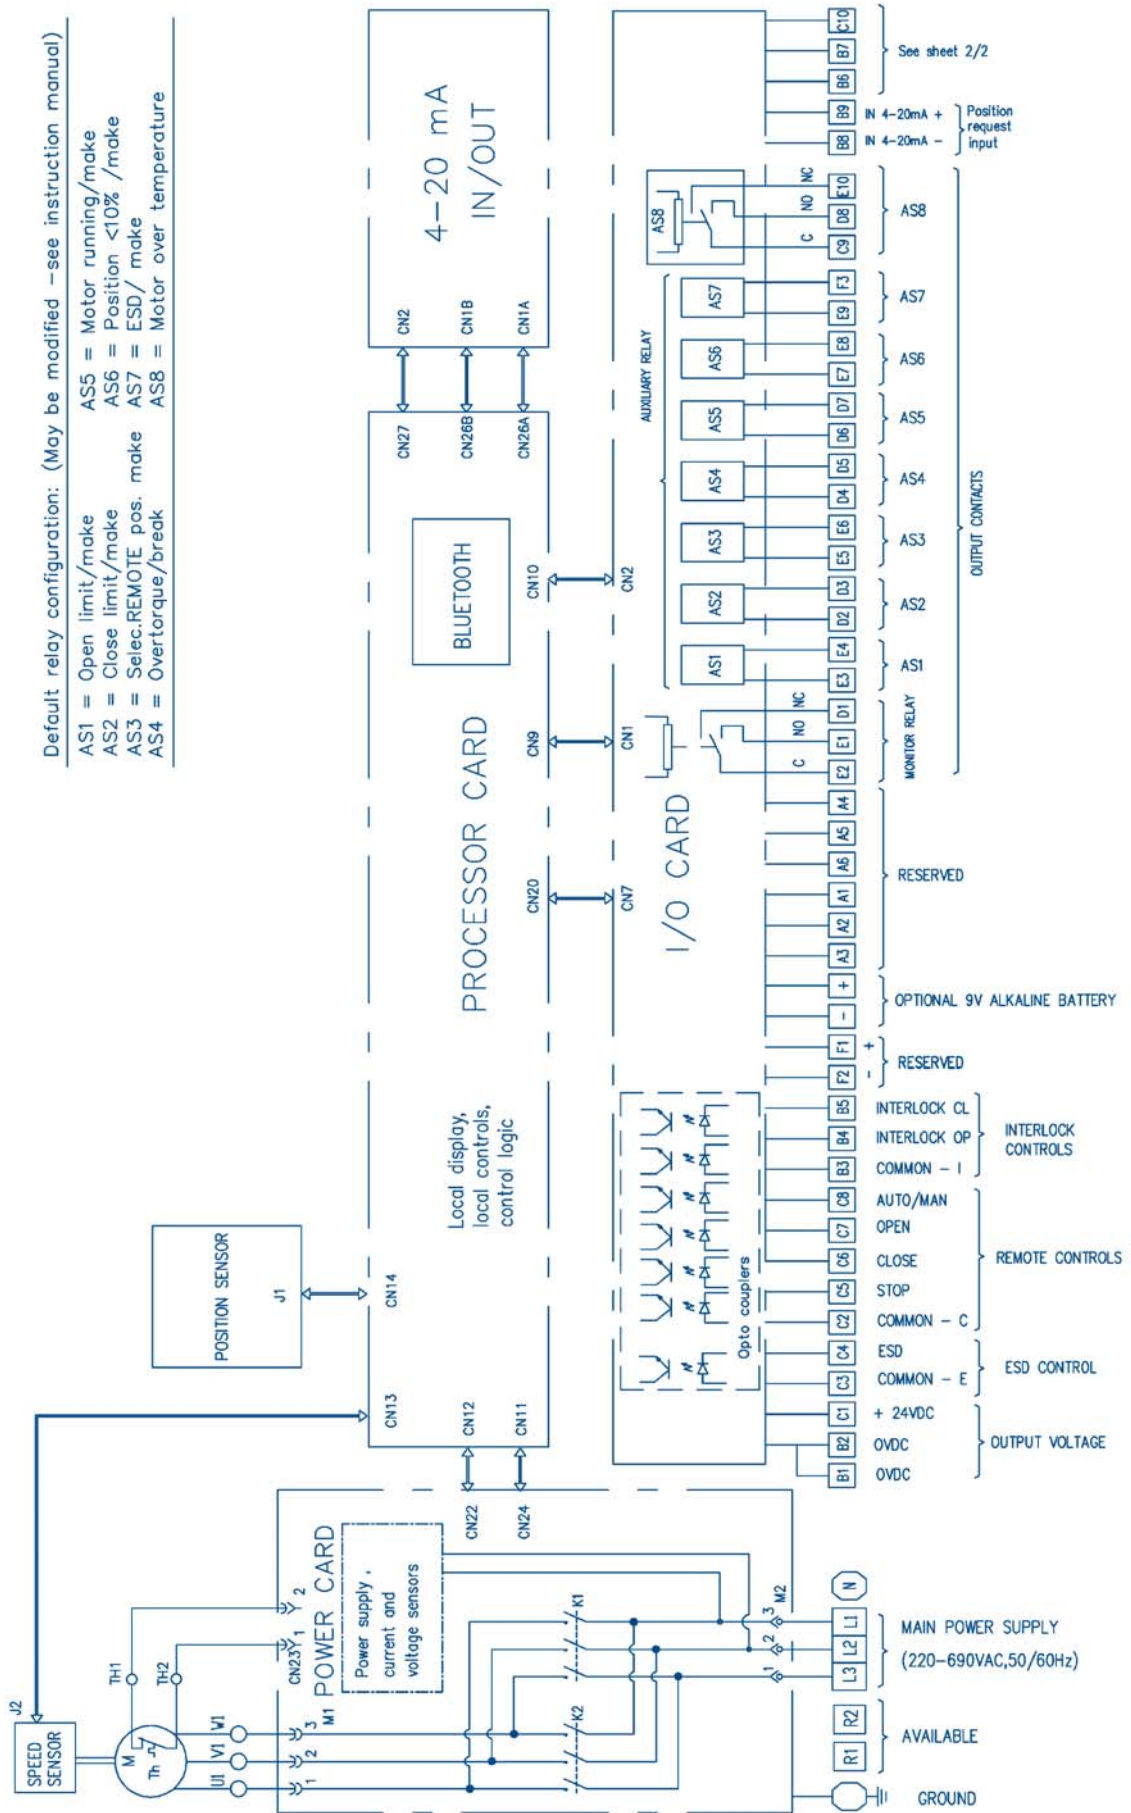 Default relay configuration: (May be modified -see instruction manual)
AS1 = Open limit/make
AS2 = Close limit/make
AS3 = Selec.REMOTE pos. make
AS4 = Overtorque/break
AS5 = Motor running/make
AS6 = Position <10% /make
AS7 = ESD/ make
AS8 = Motor over temperature
J2
SPEED SENSOR
M
Th
TH1
TH2
U1
V1
W1
CN23
1
2
M1
1
2
3
POWER CARD
Power supply,
current and
voltage sensors
K1
K2
M2
1
2
3
CN22
CN24
POSITION SENSOR
J1
CN14
CN13
CN12
CN11
Local display,
local controls,
control logic
PROCESSOR CARD
BLUETOOTH
CN20
CN9
CN10
CN27
CN26B
CN26A
CN2
CN1B
CN1A
4-20 mA
IN/OUT
CN7
CN1
CN2
I/O CARD
Opto couplers
AUXILIARY RELAY
AS1
AS2
AS3
AS4
AS5
AS6
AS7
AS8
C
NO
NC
C
NO
NC
GROUND
R1
R2
AVAILABLE
L3
L2
L1
N
MAIN POWER SUPPLY
(220-690VAC,50/60Hz)
B1
OVDC
B2
OVDC
C1
+ 24VDC
OUTPUT VOLTAGE
C3
COMMON - E
C4
ESD
ESD CONTROL
C2
COMMON - C
C5
STOP
C6
CLOSE
C7
OPEN
C8
AUTO/MAN
REMOTE CONTROLS
B3
COMMON - I
B4
INTERLOCK OP
B5
INTERLOCK CL
INTERLOCK CONTROLS
F2
-
F1
+
RESERVED
-
+
OPTIONAL 9V ALKALINE BATTERY
A3
A2
A1
A6
A5
A4
RESERVED
E2
E1
D1
MONITOR RELAY
E3
E4
AS1
D2
D3
AS2
E5
E6
AS3
D4
D5
AS4
D6
D7
AS5
E7
E8
AS6
E9
F3
AS7
C9
D8
E10
AS8
OUTPUT CONTACTS
B8
IN 4-20mA -
B9
IN 4-20mA +
Position
request
input
B6
B7
C10
See sheet 2/2